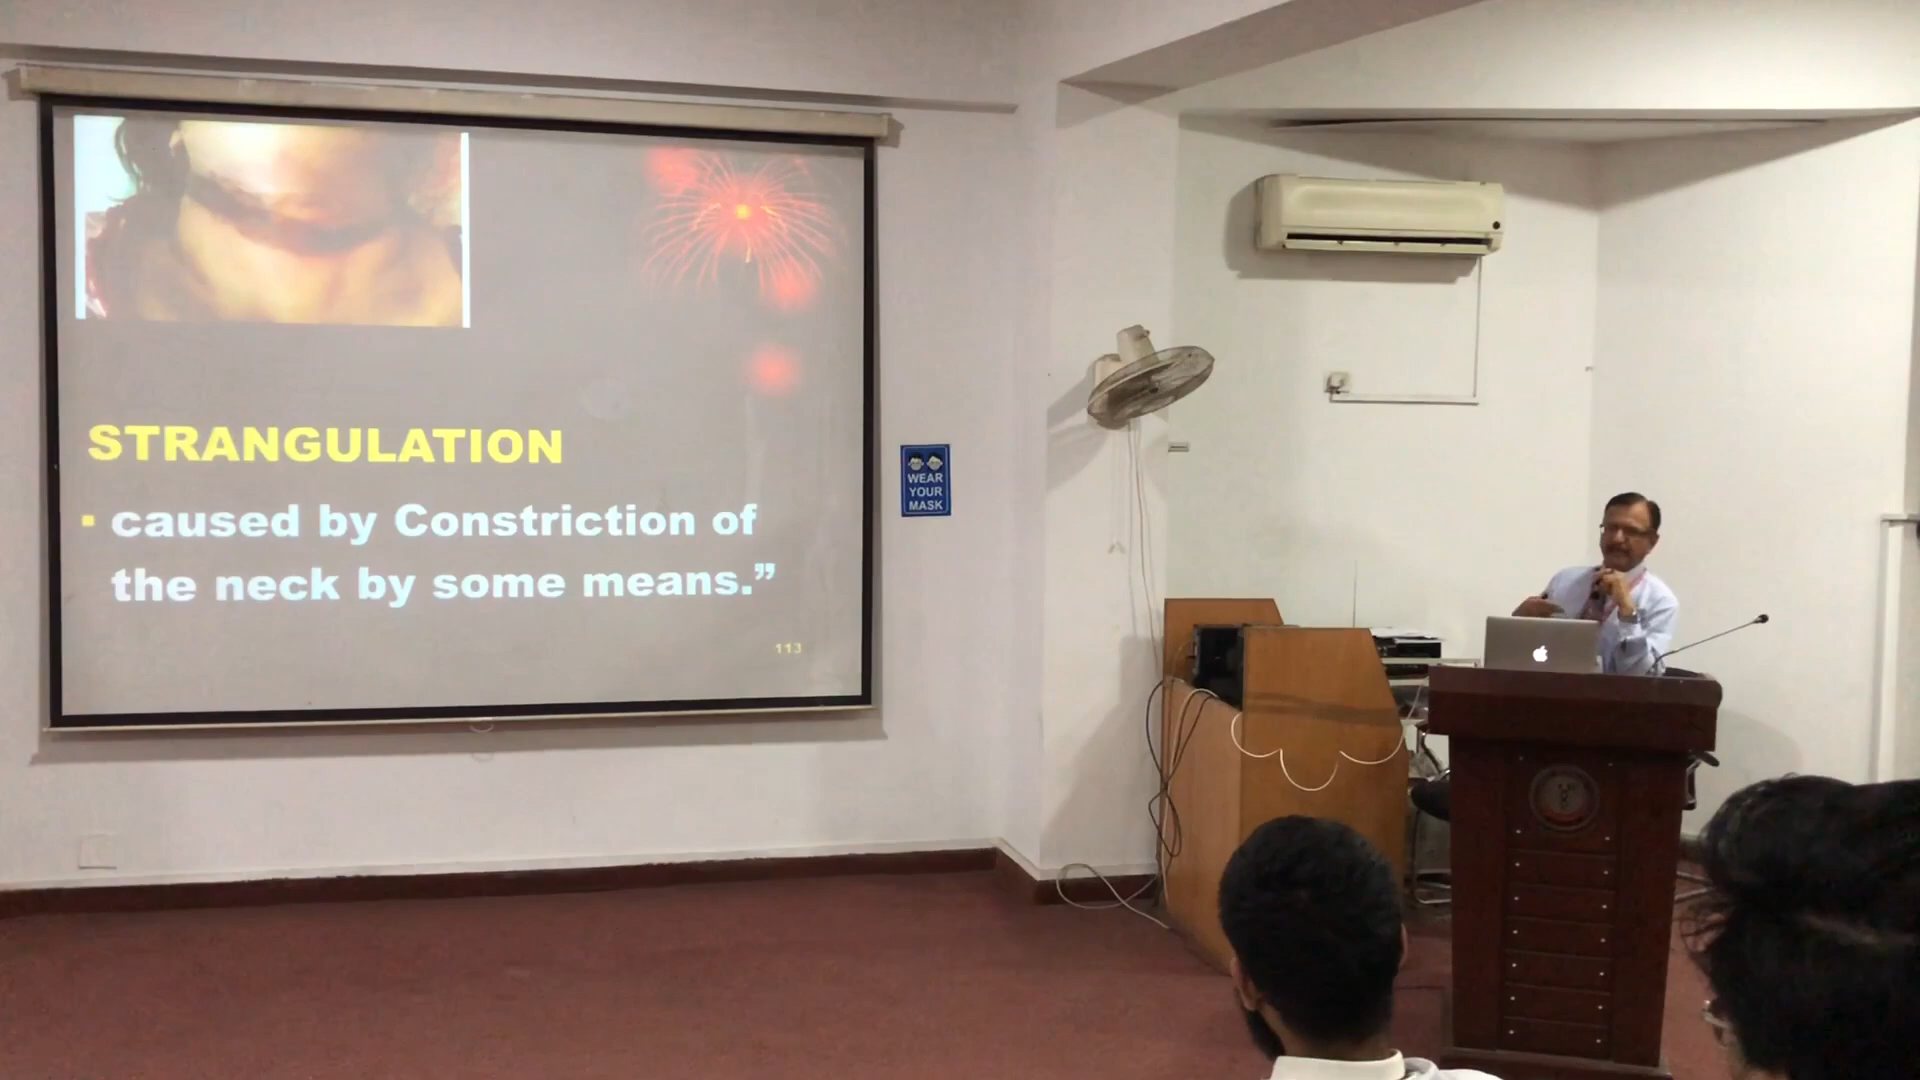 STRANGULATION
▪ caused by Constriction of
the neck by some means.”
113
WEAR
YOUR
MASK